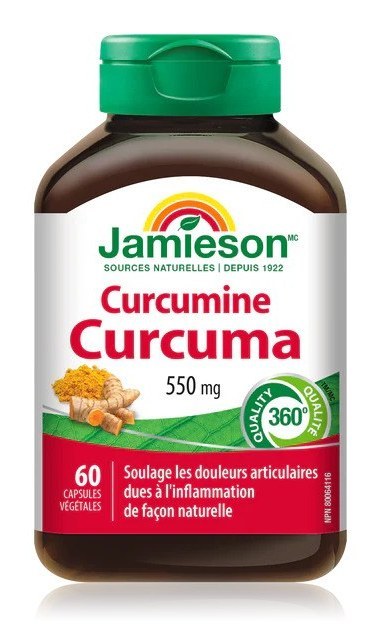 Jamieson MC
SOURCES NATURELLES | DEPUIS 1922
Curcumine
Curcuma
550 mg
QUALITY 360° QUALITÉ
60
CAPSULES
VÉGÉTALES
Soulage les douleurs articulaires
dues à l'inflammation
de façon naturelle
NPN 80064116